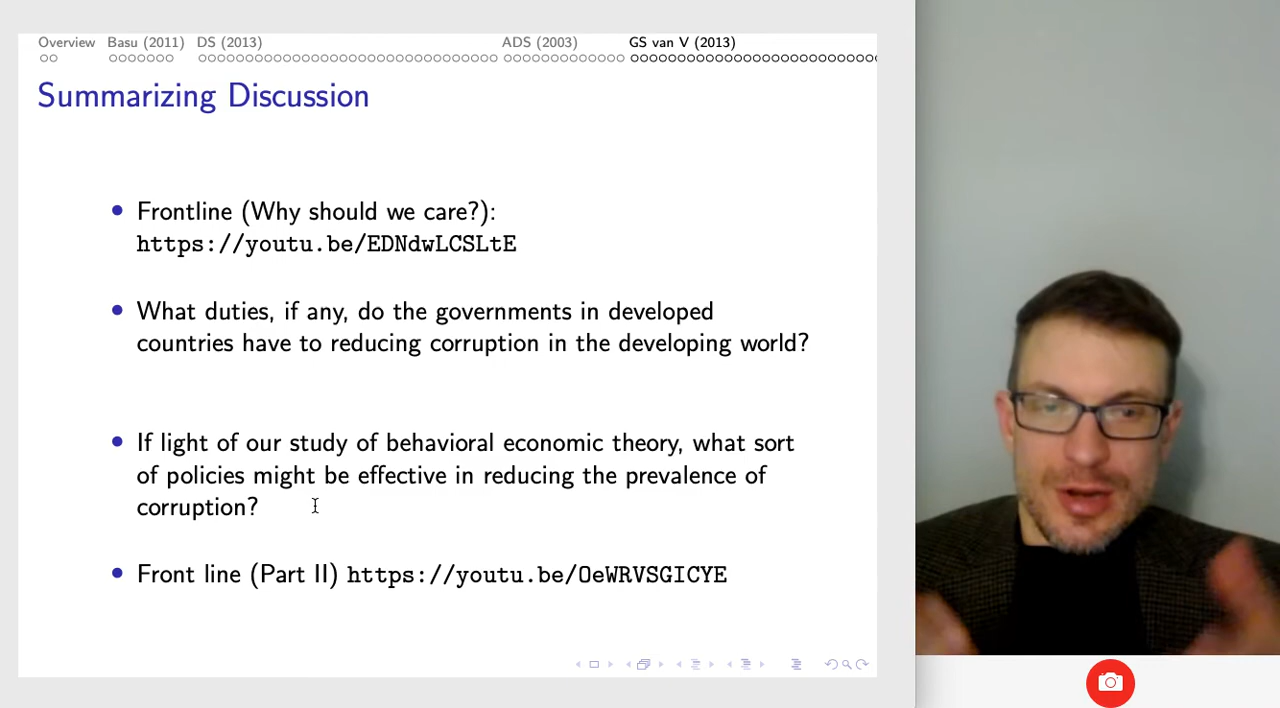 Overview Basu (2011) DS (2013) ADS (2003) GS van V (2013)
Summarizing Discussion
Frontline (Why should we care?):
https://youtu.be/EDNdwLCSLtE
What duties, if any, do the governments in developed
countries have to reducing corruption in the developing world?
If light of our study of behavioral economic theory, what sort
of policies might be effective in reducing the prevalence of
corruption?
Front line (Part II) https://youtu.be/0eWRVSGICYE